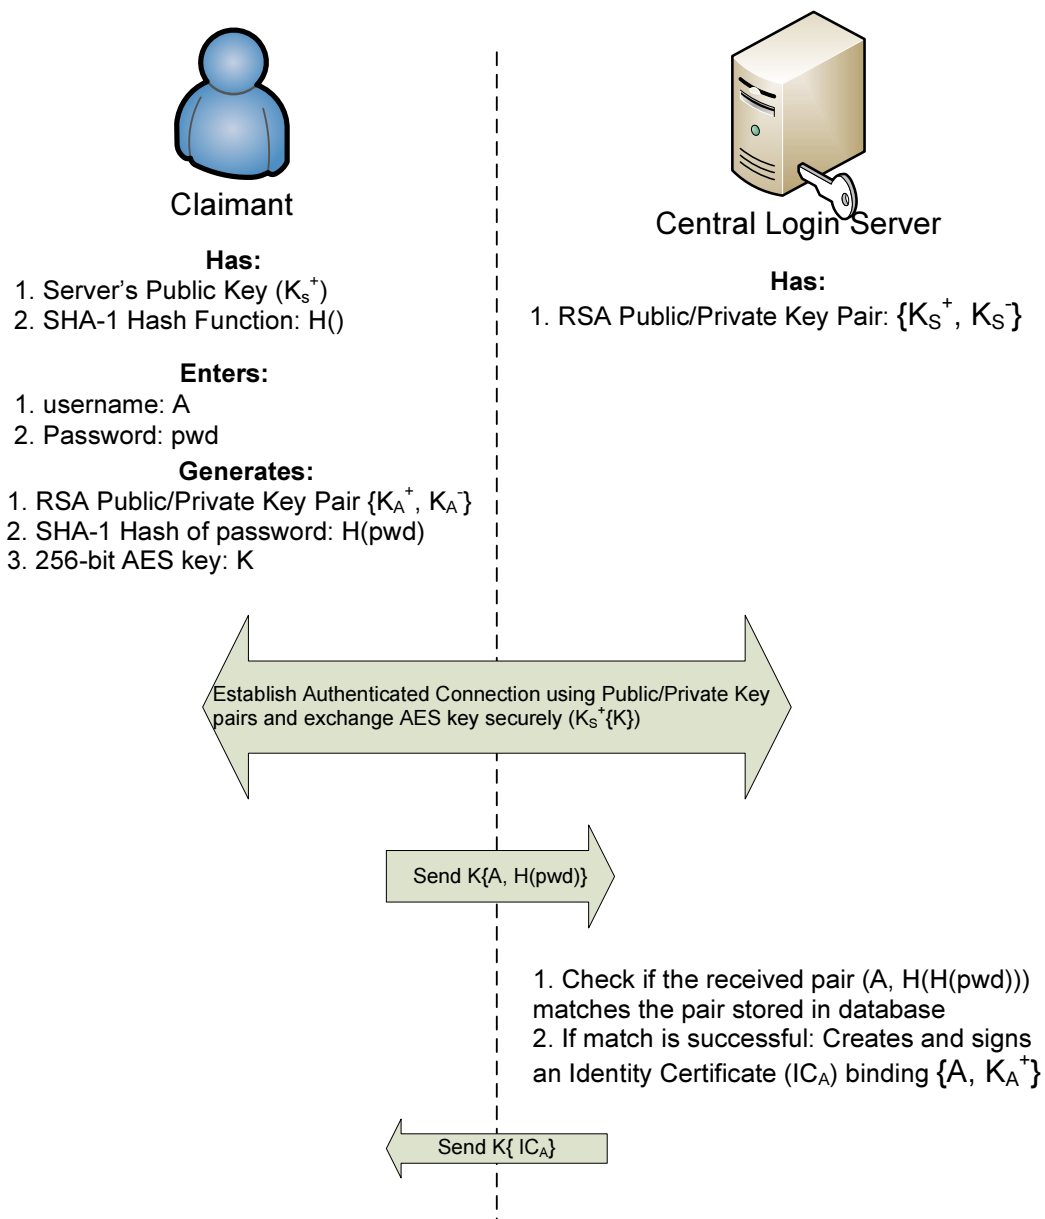 Claimant
Has:
1. Server's Public Key (Ks+)
2. SHA-1 Hash Function: H()
Enters:
1. username: A
2. Password: pwd
Generates:
1. RSA Public/Private Key Pair {KA+, KA-}
2. SHA-1 Hash of password: H(pwd)
3. 256-bit AES key: K
Central Login Server
Has:
1. RSA Public/Private Key Pair: {KS+, KS-}
Establish Authenticated Connection using Public/Private Key
pairs and exchange AES key securely (KS+{K})
Send K{A, H(pwd)}
1. Check if the received pair (A, H(H(pwd)))
matches the pair stored in database
2. If match is successful: Creates and signs
an Identity Certificate (ICA) binding {A, KA+}
Send K{ ICA}